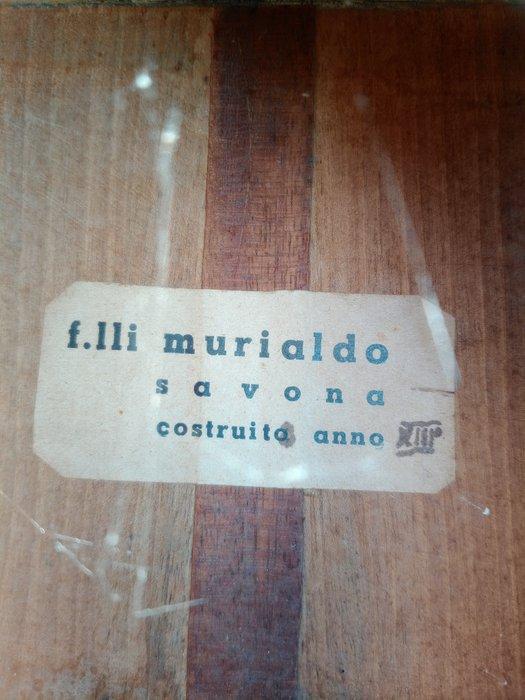 f.lli murialdo
savona
costruito anno XIII